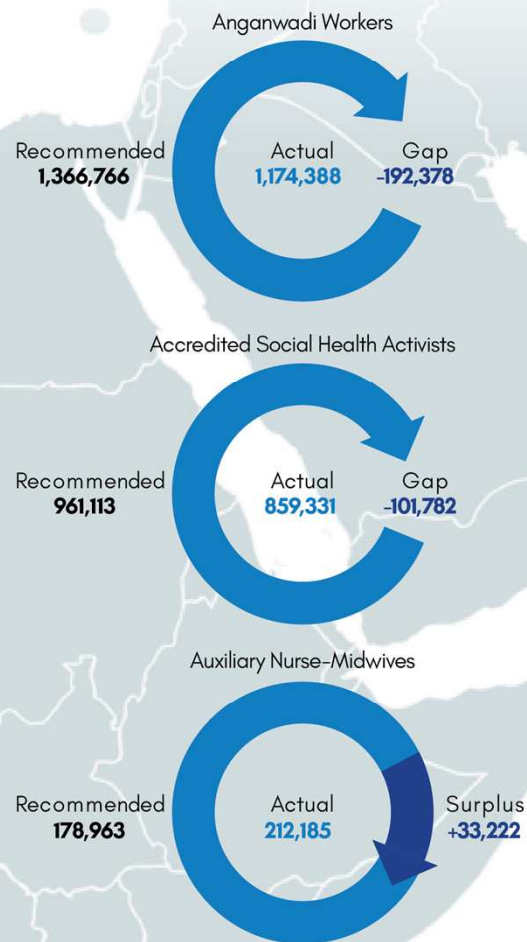 Anganwadi Workers
Recommended
1,366,766
Actual
1,174,388
Gap
-192,378
Accredited Social Health Activists
Recommended
961,113
Actual
859,331
Gap
-101,782
Auxiliary Nurse-Midwives
Recommended
178,963
Actual
212,185
Surplus
+33,222